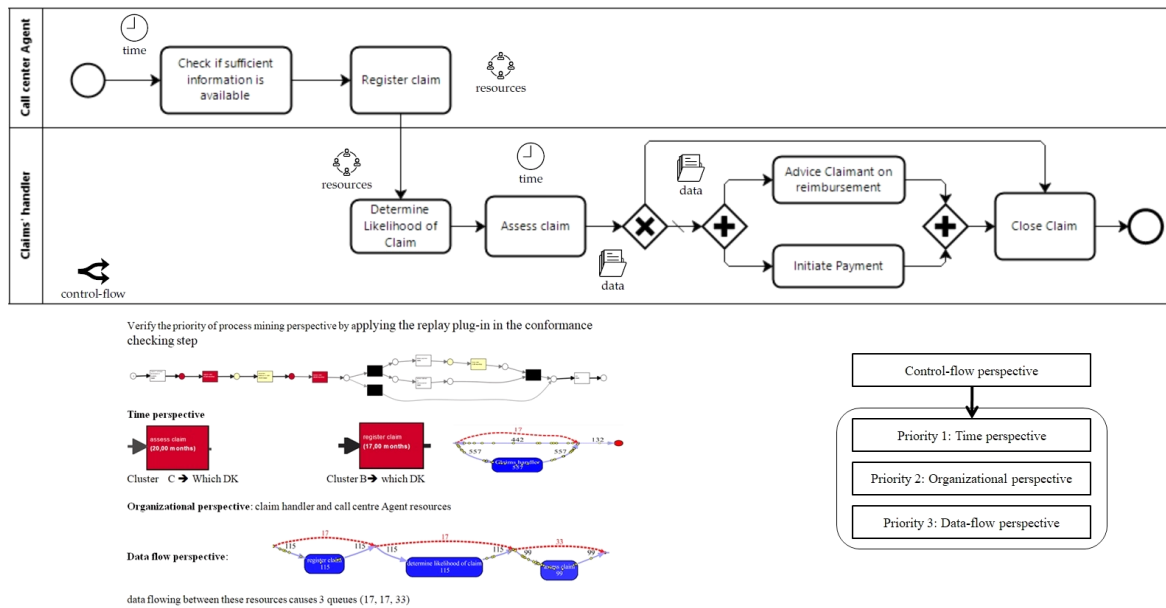 Call center Agent
time
Check if sufficient
information is
available
Register claim
resources
Claims' handler
resources
time
data
Advice Claimant on
reimbursement
Determine
Likelihood of
Claim
Assess claim
Close Claim
data
Initiate Payment
control-flow
Verify the priority of process mining perspective by applying the replay plug-in in the conformance
checking step
Control-flow perspective
Time perspective
assess claim
(20,00 months)
register claim
(17,00 months)
17
442
132
557
557
Claims handler
557
Priority 1: Time perspective
Cluster C → Which DK
Cluster B → which DK
Priority 2: Organizational perspective
Organizational perspective: claim handler and call centre Agent resources
Priority 3: Data-flow perspective
Data flow perspective:
17
17
33
115
115
115
115
99
99
register claim
115
determine likelihood of claim
115
assess claim
99
data flowing between these resources causes 3 queues (17, 17, 33)